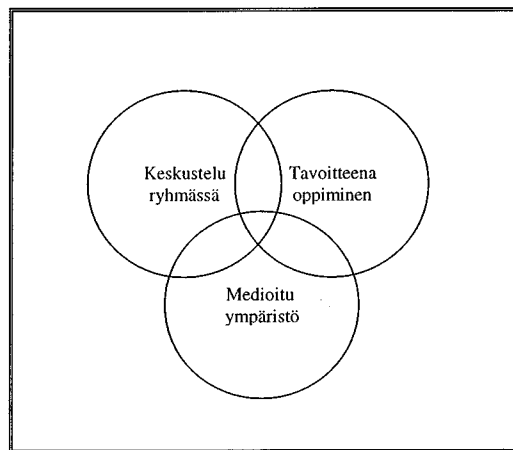 Keskustelu
ryhmässä
Tavoitteena
oppiminen
Medioitu
ympäristö